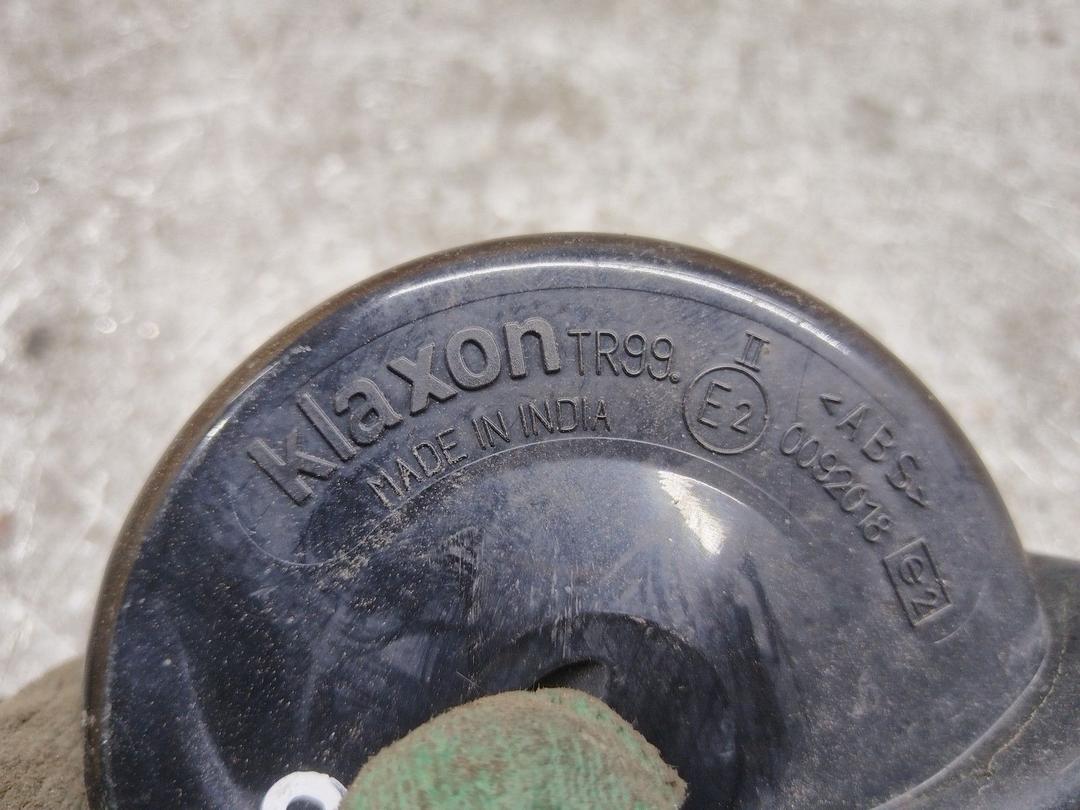 klaxon TR99.
MADE IN INDIA
II
E2
<ABS>
0092018
e2